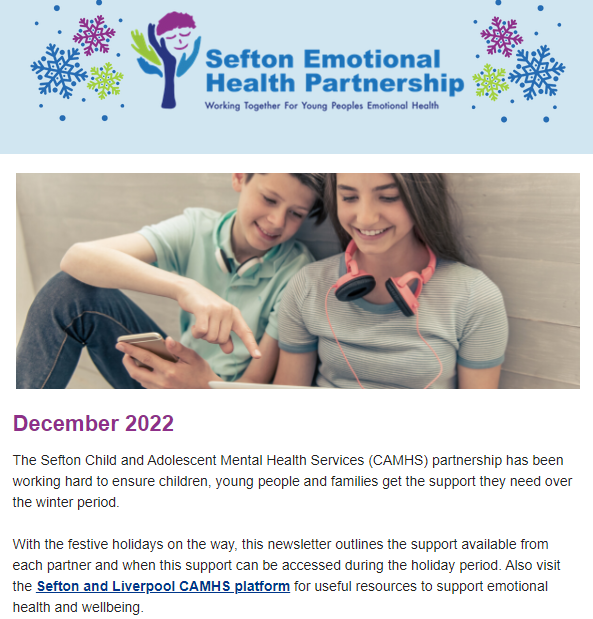 Sefton Emotional
Health Partnership
Working Together For Young Peoples Emotional Health
December 2022
The Sefton Child and Adolescent Mental Health Services (CAMHS) partnership has been
working hard to ensure children, young people and families get the support they need over
the winter period.
With the festive holidays on the way, this newsletter outlines the support available from
each partner and when this support can be accessed during the holiday period. Also visit
the Sefton and Liverpool CAMHS platform for useful resources to support emotional
health and wellbeing.